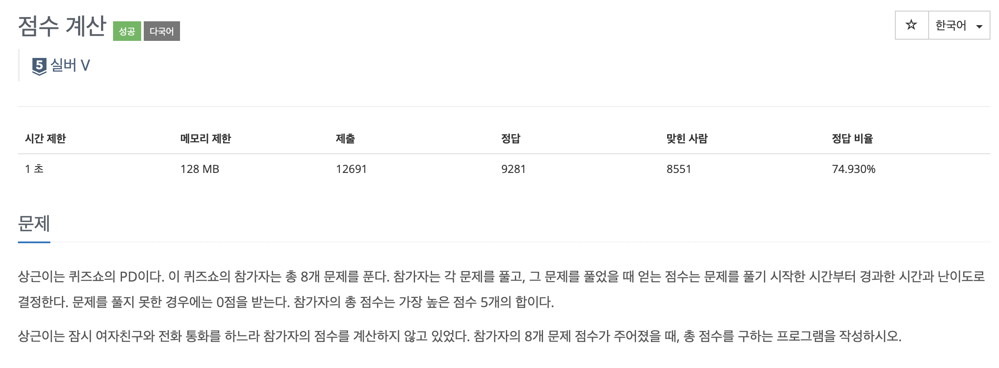 점수 계산 성공 다국어
☆ 한국어
5 실버 V
시간 제한 메모리 제한 제출 정답 맞힌 사람 정답 비율
1 초 128 MB 12691 9281 8551 74.930%
문제
상근이는 퀴즈쇼의 PD이다. 이 퀴즈쇼의 참가자는 총 8개 문제를 푼다. 참가자는 각 문제를 풀고, 그 문제를 풀었을 때 얻는 점수는 문제를 풀기 시작한 시간부터 경과한 시간과 난이도로
결정한다. 문제를 풀지 못한 경우에는 0점을 받는다. 참가자의 총 점수는 가장 높은 점수 5개의 합이다.
상근이는 잠시 여자친구와 전화 통화를 하느라 참가자의 점수를 계산하지 않고 있었다. 참가자의 8개 문제 점수가 주어졌을 때, 총 점수를 구하는 프로그램을 작성하시오.